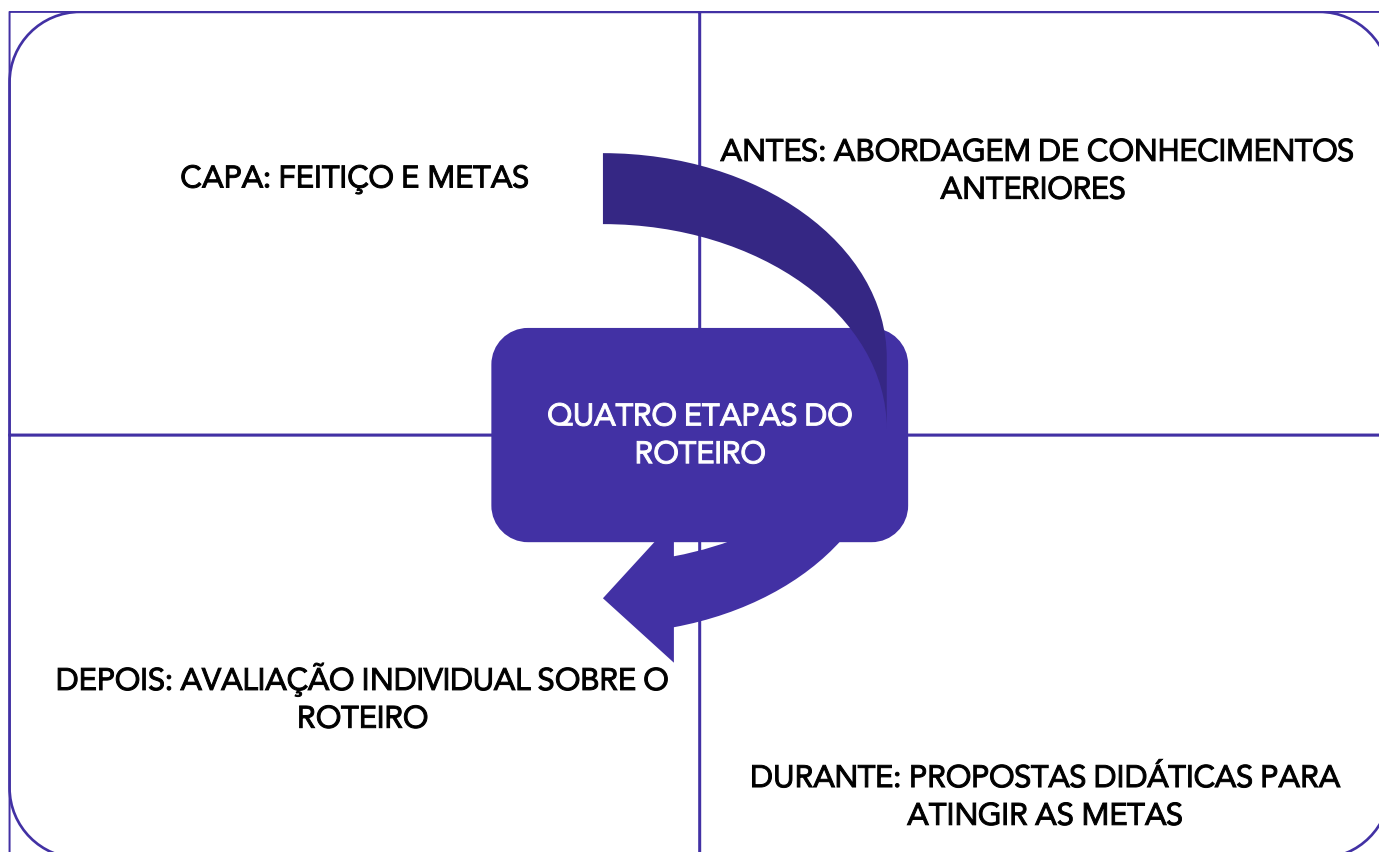 CAPA: FEITIÇO E METAS
ANTES: ABORDAGEM DE CONHECIMENTOS
ANTERIORES
QUATRO ETAPAS DO
ROTEIRO
DEPOIS: AVALIAÇÃO INDIVIDUAL SOBRE O
ROTEIRO
DURANTE: PROPOSTAS DIDÁTICAS PARA
ATINGIR AS METAS